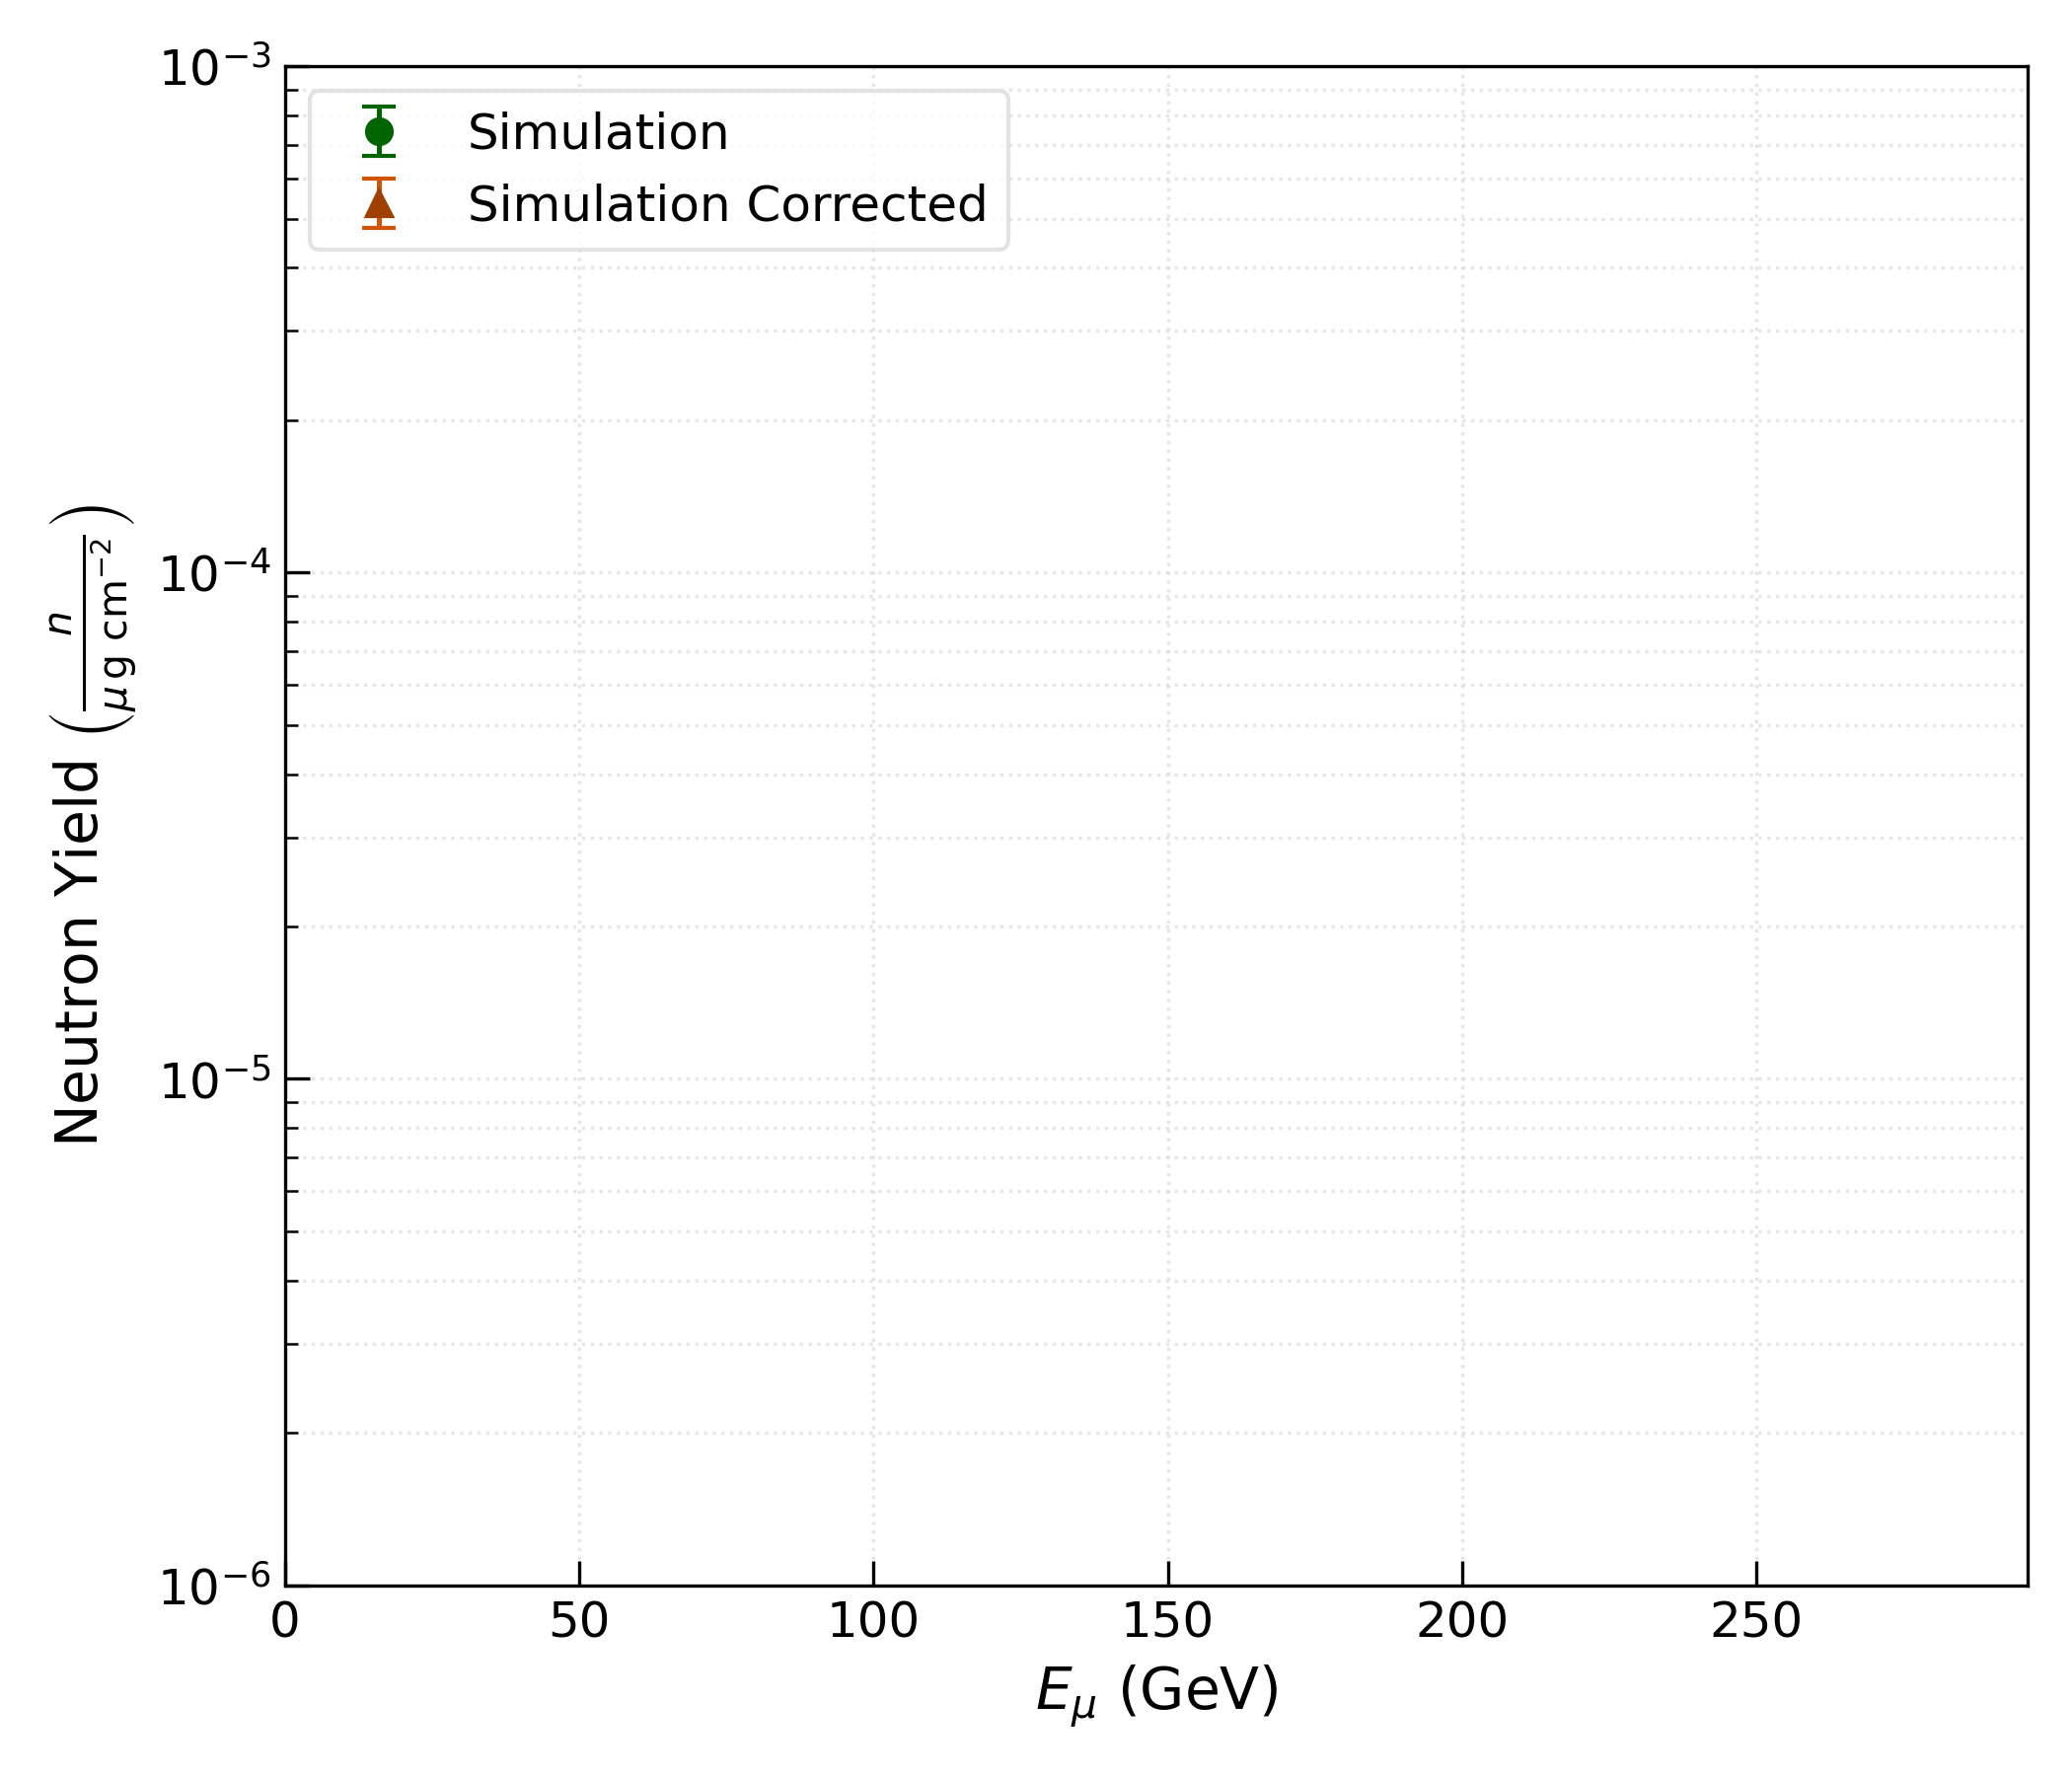 10⁻³
Simulation
Simulation Corrected
10⁻⁴
Neutron Yield (n / μ g cm⁻²)
10⁻⁵
10⁻⁶
0 50 100 150 200 250
E_μ (GeV)